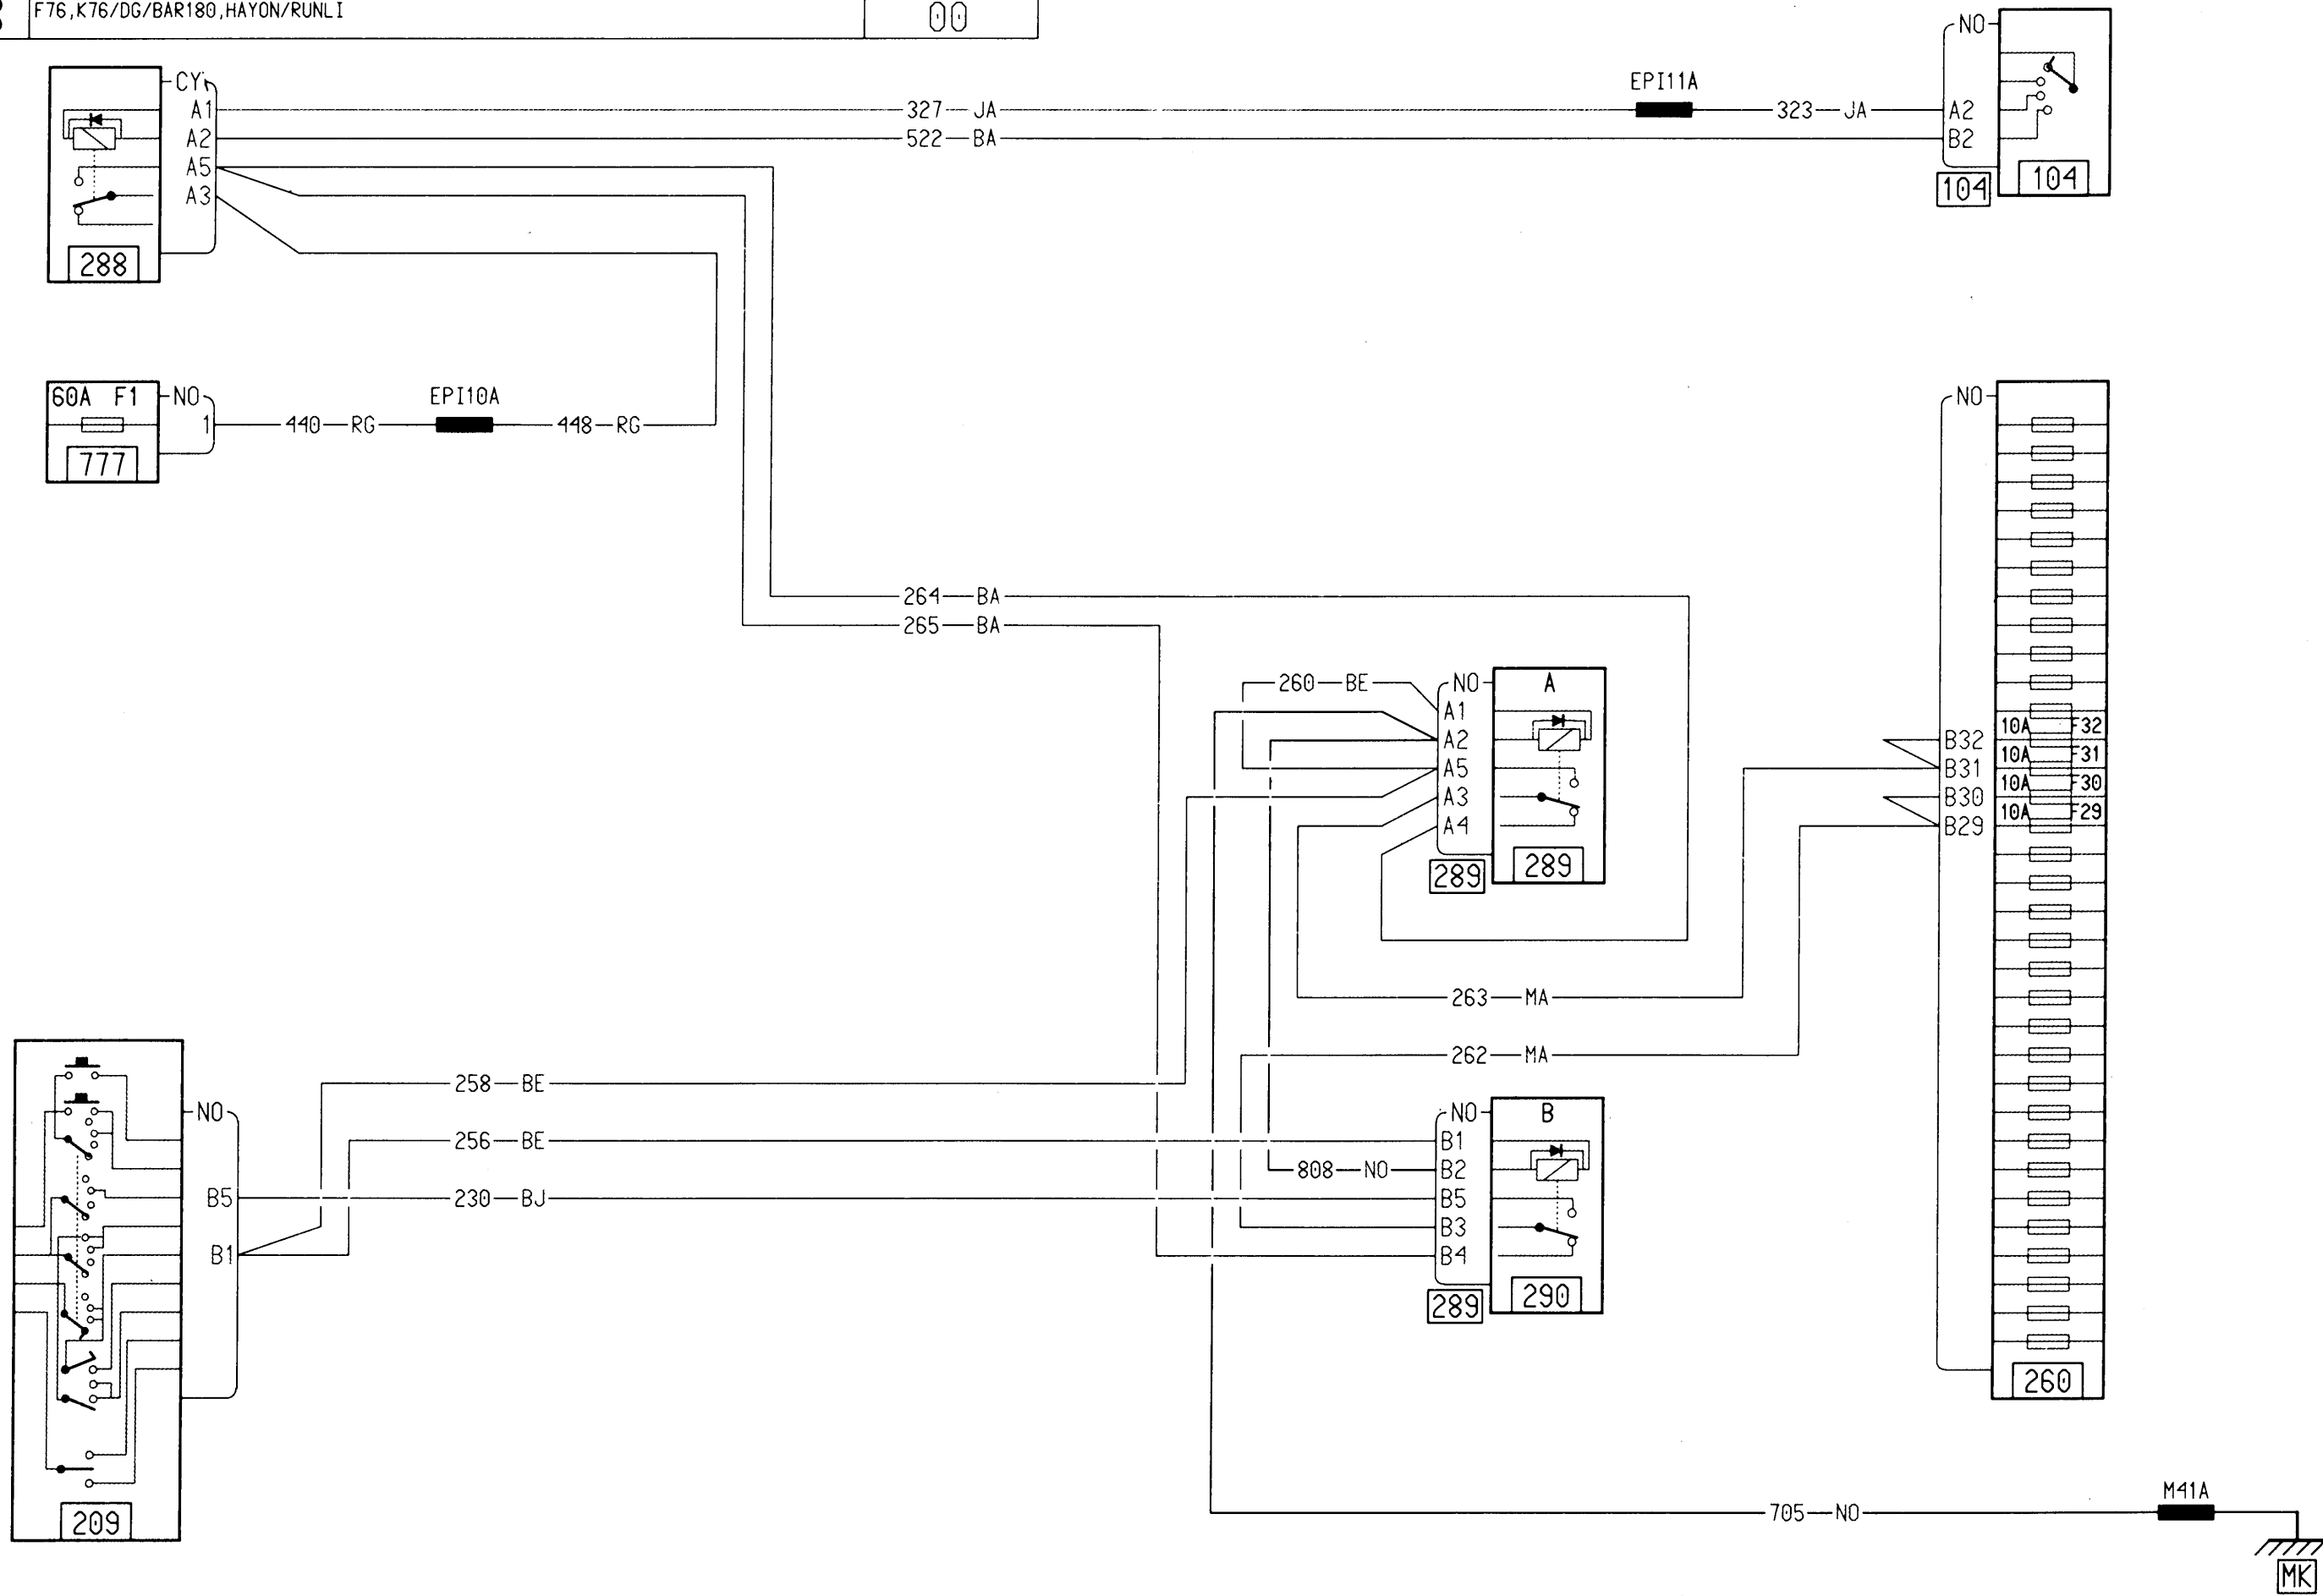 F76,K76/DG/BAR180,HAYON/RUNLI
00
CY
A1
A2
A5
A3
288
327 JA
522 BA
EPI11A
323 JA
NO
A2
B2
104
104
60A F1
NO
1
777
440 RG
EPI10A
448 RG
264 BA
265 BA
260 BE
NO
A
A1
A2
A5
A3
A4
289
289
263 MA
262 MA
NO
B32
B31
B30
B29
10A F32
10A F31
10A F30
10A F29
260
258 BE
256 BE
808 NO
230 BJ
NO
B5
B1
209
NO
B
B1
B2
B5
B3
B4
289
290
705 NO
M41A
MK